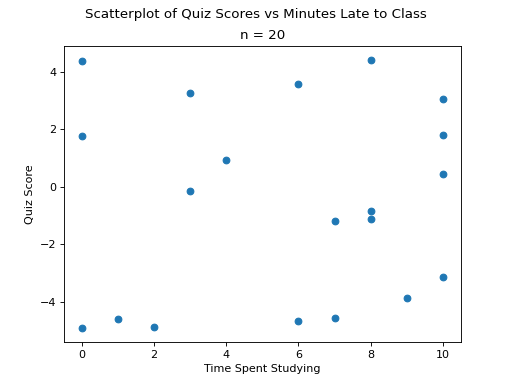 Scatterplot of Quiz Scores vs Minutes Late to Class
n = 20
4
2
0
−2
−4
Quiz Score
0 2 4 6 8 10
Time Spent Studying